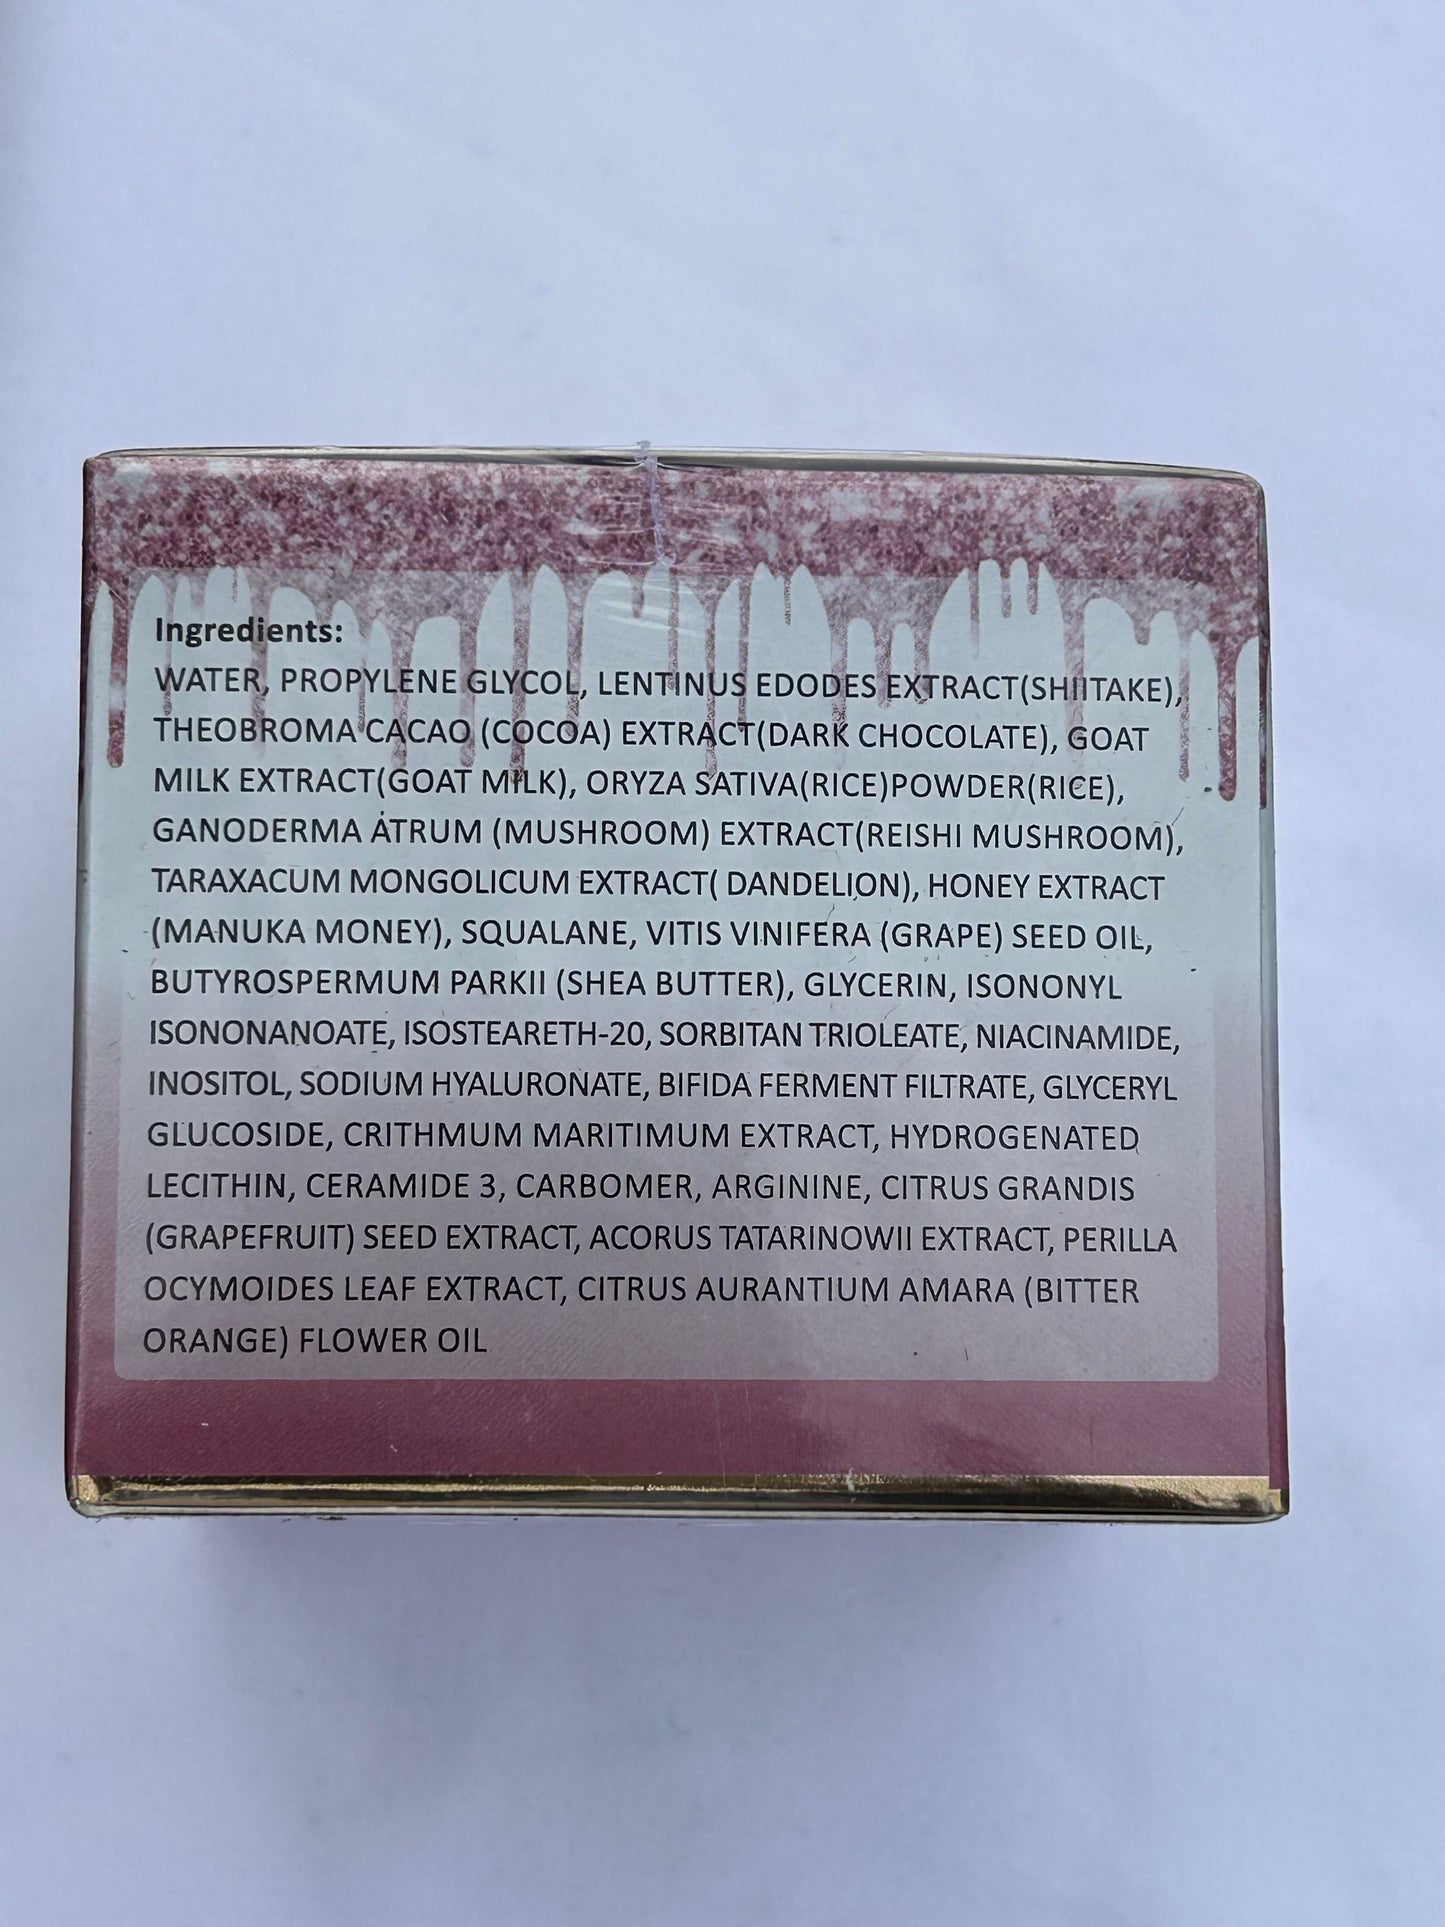 Ingredients:
WATER, PROPYLENE GLYCOL, LENTINUS EDODES EXTRACT(SHIITAKE),
THEOBROMA CACAO (COCOA) EXTRACT(DARK CHOCOLATE), GOAT
MILK EXTRACT(GOAT MILK), ORYZA SATIVA(RICE)POWDER(RICE),
GANODERMA ATRUM (MUSHROOM) EXTRACT(REISHI MUSHROOM),
TARAXACUM MONGOLICUM EXTRACT( DANDELION), HONEY EXTRACT
(MANUKA MONEY), SQUALANE, VITIS VINIFERA (GRAPE) SEED OIL,
BUTYROSPERMUM PARKII (SHEA BUTTER), GLYCERIN, ISONONYL
ISONONANOATE, ISOSTEARETH-20, SORBITAN TRIOLEATE, NIACINAMIDE,
INOSITOL, SODIUM HYALURONATE, BIFIDA FERMENT FILTRATE, GLYCERYL
GLUCOSIDE, CRITHMUM MARITIMUM EXTRACT, HYDROGENATED
LECITHIN, CERAMIDE 3, CARBOMER, ARGININE, CITRUS GRANDIS
(GRAPEFRUIT) SEED EXTRACT, ACORUS TATARINOWII EXTRACT, PERILLA
OCYMOIDES LEAF EXTRACT, CITRUS AURANTIUM AMARA (BITTER
ORANGE) FLOWER OIL